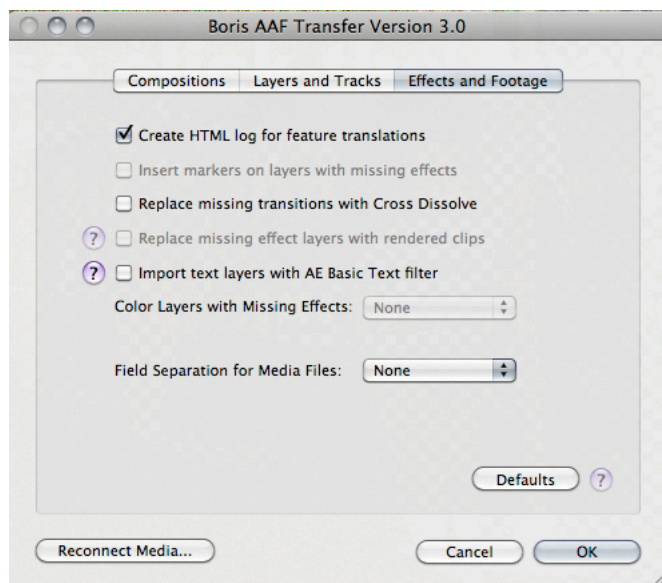 Boris AAF Transfer Version 3.0
Compositions Layers and Tracks Effects and Footage
Create HTML log for feature translations
Insert markers on layers with missing effects
Replace missing transitions with Cross Dissolve
? Replace missing effect layers with rendered clips
? Import text layers with AE Basic Text filter
Color Layers with Missing Effects: None
Field Separation for Media Files: None
Defaults ?
Reconnect Media... Cancel OK